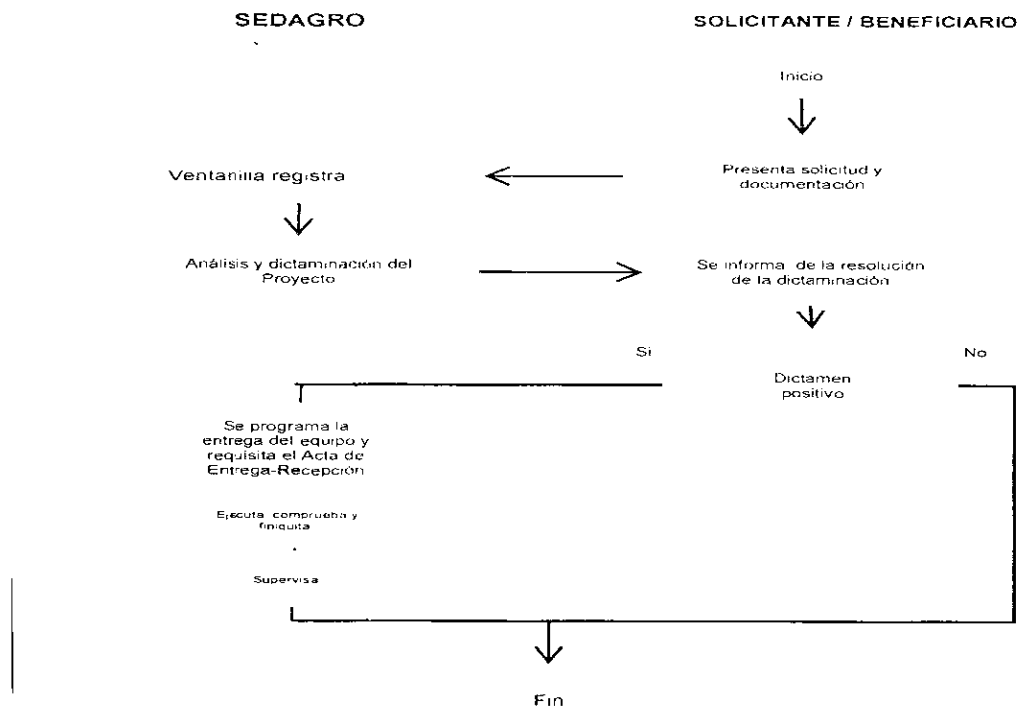 SEDAGRO
SOLICITANTE / BENEFICIARIO
Inicio
Ventanilla registra
Presenta solicitud y
documentación
Análisis y dictaminación del
Proyecto
Se informa de la resolución
de la dictaminación
Si
No
Dictamen
positivo
Se programa la
entrega del equipo y
requisita el Acta de
Entrega-Recepción
Ejecuta comprueba y
finiquita
Supervisa
Fin